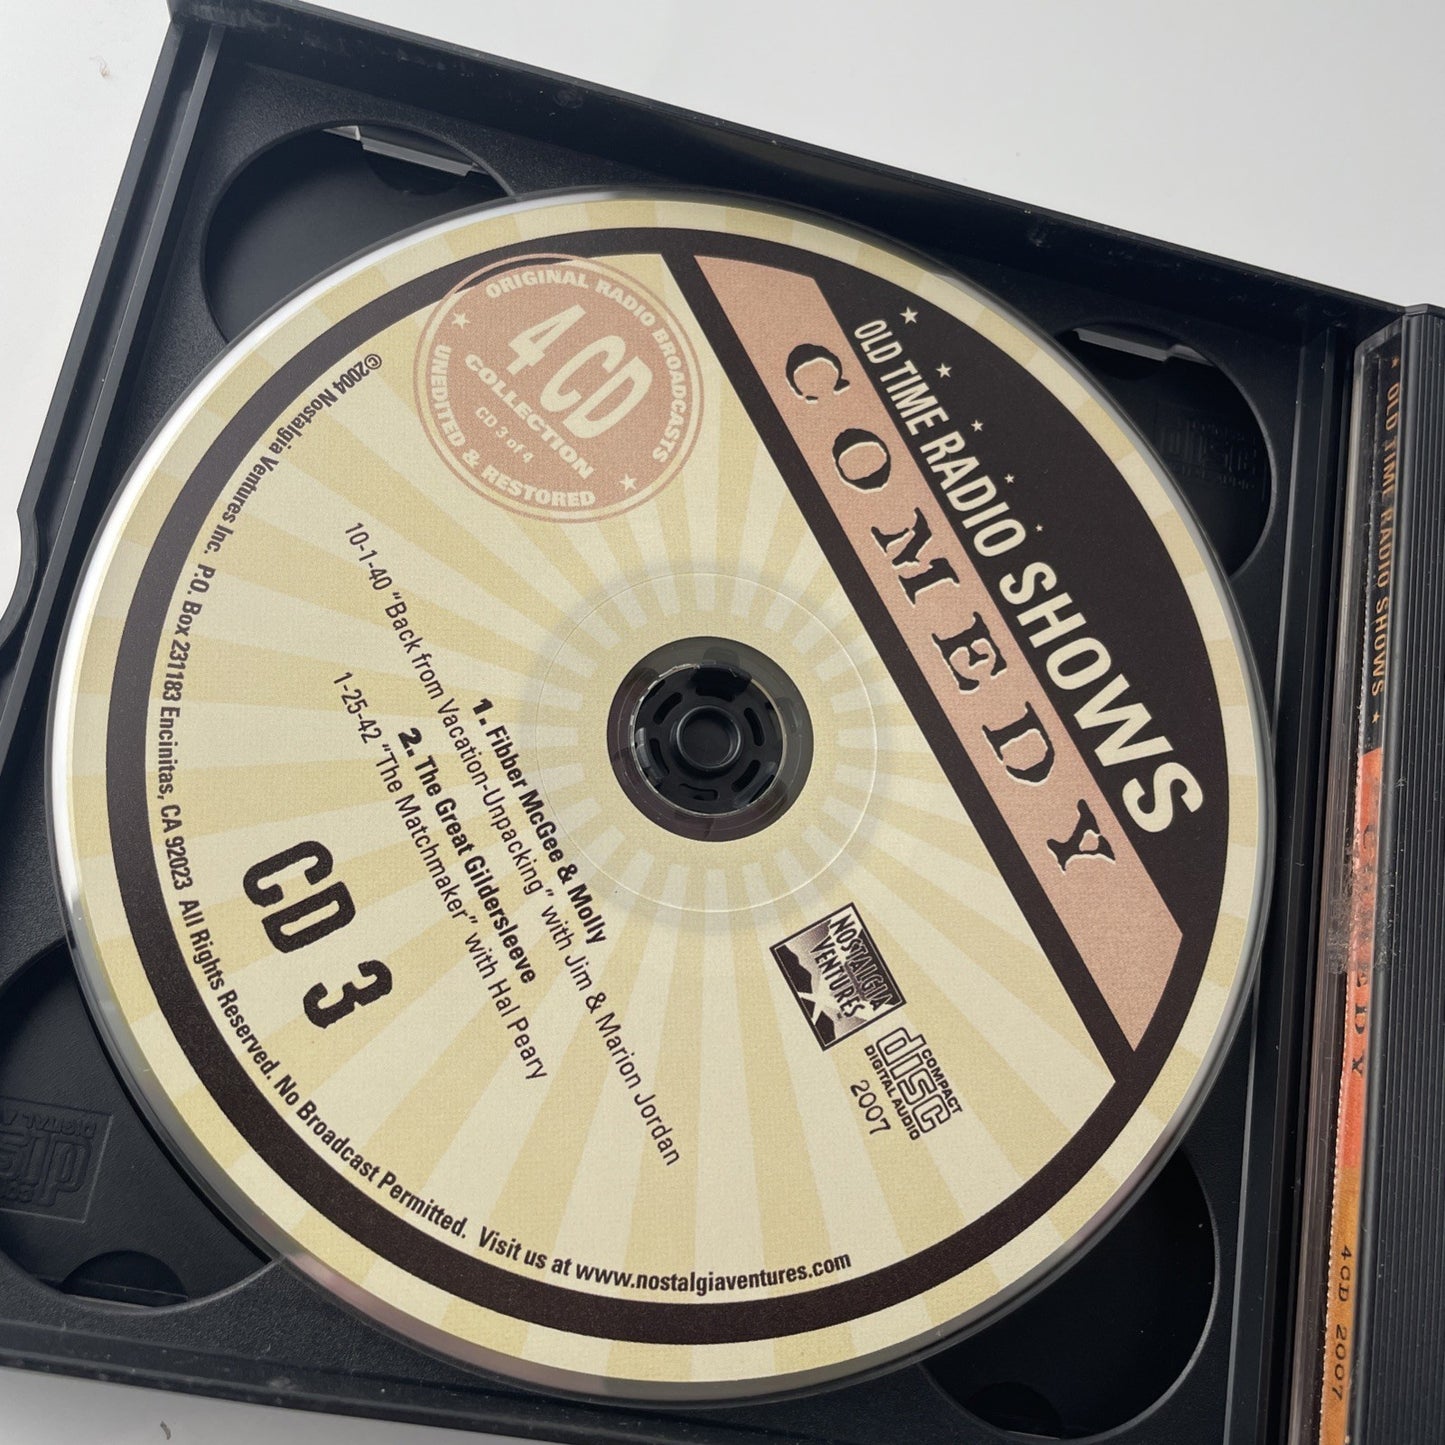 OLD TIME RADIO SHOWS
COMEDY
ORIGINAL RADIO BROADCASTS
4 CD
COLLECTION
CD 3 of 4
UNEDITED & RESTORED
1. Fibber McGee & Molly
10-1-40 "Back from Vacation-Unpacking" with Jim & Marion Jordan
2. The Great Gildersleeve
1-25-42 "The Matchmaker" with Hal Peary
CD 3
NOSTALGIA
VENTURES
COMPACT
disc
DIGITAL AUDIO
2007
©2004 Nostalgia Ventures Inc. P.O. Box 231183 Encinitas, CA 92023 All Rights Reserved. No Broadcast Permitted. Visit us at www.nostalgiaventures.com
OLD TIME RADIO SHOWS
COMEDY
4CD 2007